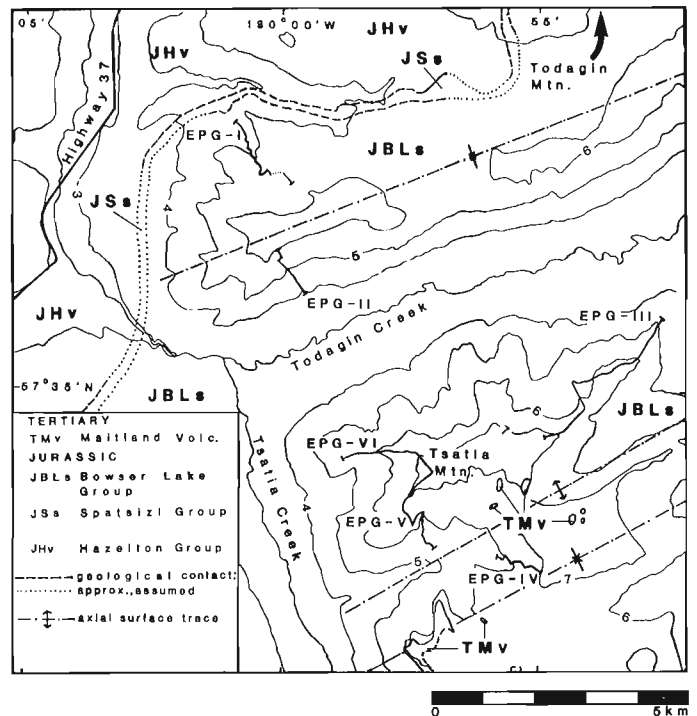 05'
180°00'W
55'
JHv
JHv
JSs
Todagin
Mtn.
Highway 37
EPG-I
JBLs
6
3
JSs
4
5
EPG-II
JHv
Todagin Creek
EPG-III
57°35'N
JBLs
JBLs
6
EPG-VI
Tsatia
Mtn.
Tsatia Creek
4
TMv
EPG-V
5
EPG-IV
7
6
TMv
TERTIARY
TMv Maitland Volc.
JURASSIC
JBLs Bowser Lake
Group
JSs Spatsizi Group
JHv Hazelton Group
geological contact:
approx., assumed
axial surface trace
0 5 km